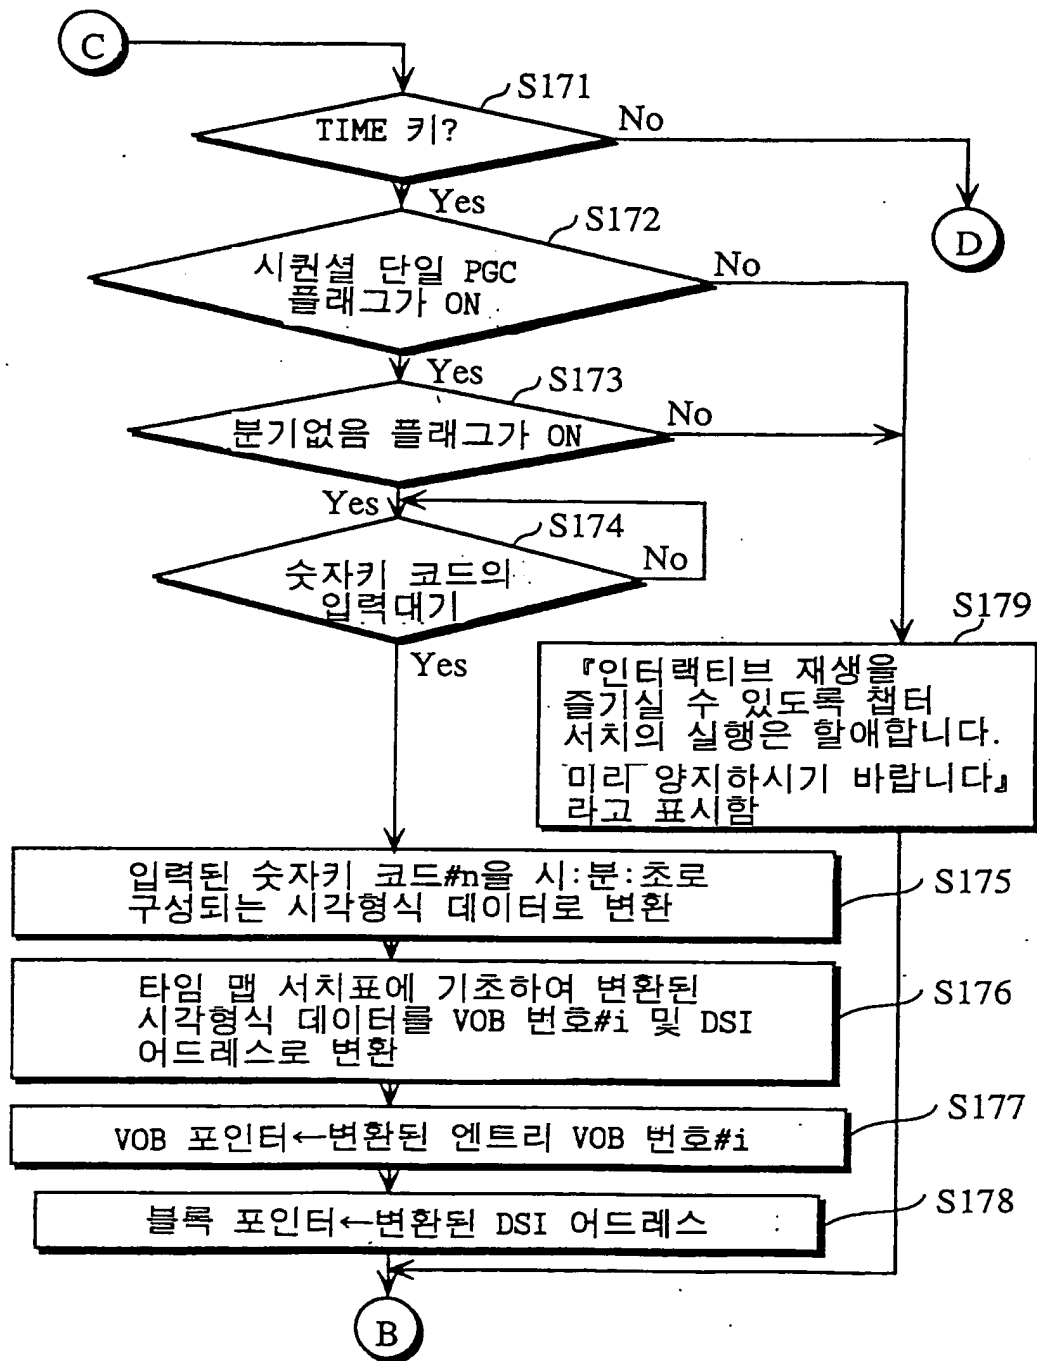 C
S171
TIME 키?
No
Yes
D
S172
시퀀셜 단일 PGC
플래그가 ON
No
Yes
S173
분기없음 플래그가 ON
No
Yes
S174
숫자키 코드의
입력대기
No
Yes
S179
『인터랙티브 재생을
즐기실 수 있도록 챕터
서치의 실행은 할애합니다.
미리 양지하시기 바랍니다』
라고 표시함
입력된 숫자키 코드#n을 시:분:초로
구성되는 시각형식 데이터로 변환
S175
타임 맵 서치표에 기초하여 변환된
시각형식 데이터를 VOB 번호#i 및 DSI
어드레스로 변환
S176
VOB 포인터←변환된 엔트리 VOB 번호#i
S177
블록 포인터←변환된 DSI 어드레스
S178
B